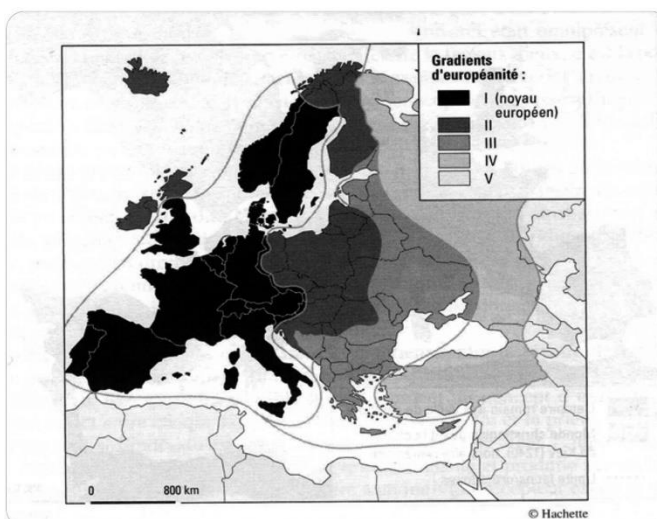 Gradients
d'européanité :
I (noyau
européen)
II
III
IV
V
0 800 km
© Hachette